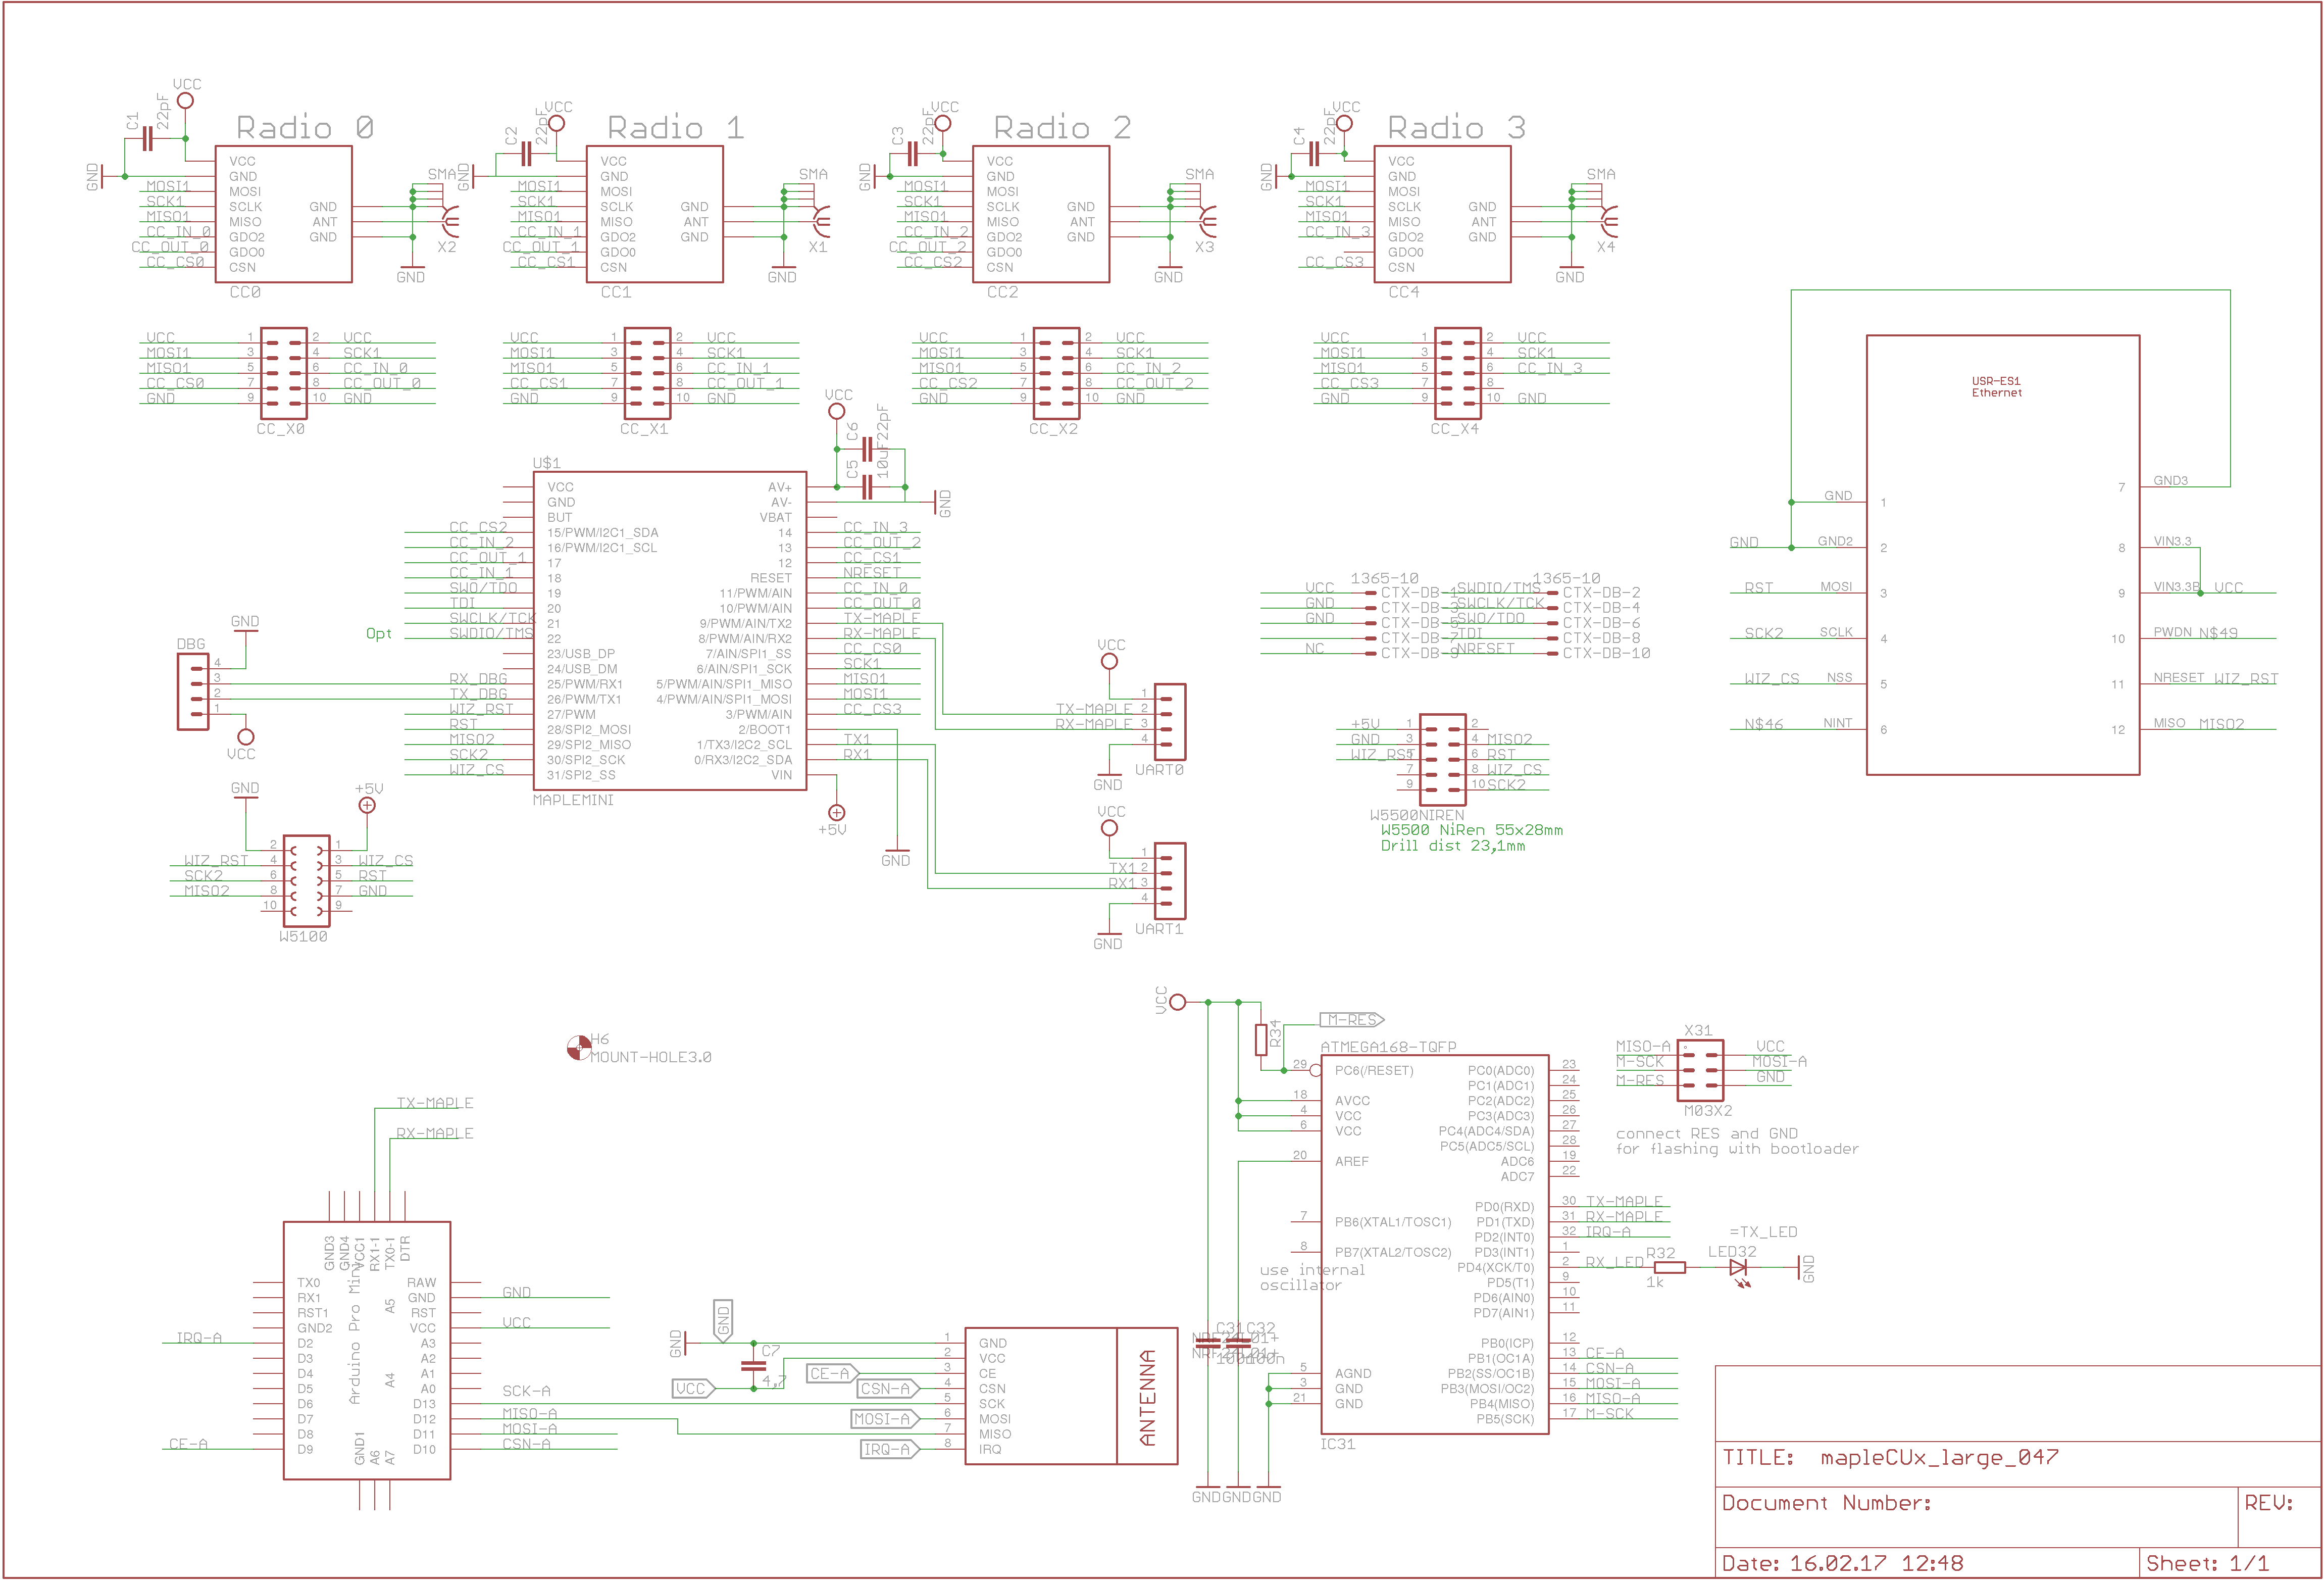 Radio 0
VCC
C1
22pF
GND
VCC
GND
MOSI
SCLK
MISO
GDO2
GDO0
CSN
GND
ANT
GND
MOSI1
SCK1
MISO1
CC_IN_0
CC_OUT_0
CC_CS0
SMA
X2
GND
CC0
Radio 1
VCC
C2
22pF
GND
VCC
GND
MOSI
SCLK
MISO
GDO2
GDO0
CSN
GND
ANT
GND
MOSI1
SCK1
MISO1
CC_IN_1
CC_OUT_1
CC_CS1
SMA
X1
GND
CC1
Radio 2
VCC
C3
22pF
GND
VCC
GND
MOSI
SCLK
MISO
GDO2
GDO0
CSN
GND
ANT
GND
MOSI1
SCK1
MISO1
CC_IN_2
CC_OUT_2
CC_CS2
SMA
X3
GND
CC2
Radio 3
VCC
C4
22pF
GND
VCC
GND
MOSI
SCLK
MISO
GDO2
GDO0
CSN
GND
ANT
GND
MOSI1
SCK1
MISO1
CC_IN_3
CC_CS3
SMA
X4
GND
CC4
VCC 1 2 VCC
MOSI1 3 4 SCK1
MISO1 5 6 CC_IN_0
CC_CS0 7 8 CC_OUT_0
GND 9 10 GND
CC_X0
VCC 1 2 VCC
MOSI1 3 4 SCK1
MISO1 5 6 CC_IN_1
CC_CS1 7 8 CC_OUT_1
GND 9 10 GND
CC_X1
VCC 1 2 VCC
MOSI1 3 4 SCK1
MISO1 5 6 CC_IN_2
CC_CS2 7 8 CC_OUT_2
GND 9 10 GND
CC_X2
VCC 1 2 VCC
MOSI1 3 4 SCK1
MISO1 5 6 CC_IN_3
CC_CS3 7 8
GND 9 10 GND
CC_X4
USR-ES1
Ethernet
GND 1
GND GND2 2
RST MOSI 3
SCK2 SCLK 4
WIZ_CS NSS 5
N$46 NINT 6
7 GND3
8 VIN3.3
9 VIN3.3B VCC
10 PWDN N$49
11 NRESET WIZ_RST
12 MISO MISO2
VCC
C6
22pF
C5
10uF
GND
U$1
VCC AV+
GND AV-
BUT VBAT
CC_CS2 15/PWM/I2C1_SDA 14 CC_IN_3
CC_IN_2 16/PWM/I2C1_SCL 13 CC_OUT_2
CC_OUT_1 17 12 CC_CS1
CC_IN_1 18 RESET NRESET
SWO/TDO 19 11/PWM/AIN CC_IN_0
TDI 20 10/PWM/AIN CC_OUT_0
SWCLK/TCK 21 9/PWM/AIN/TX2 TX-MAPLE
Opt SWDIO/TMS 22 8/PWM/AIN/RX2 RX-MAPLE
23/USB_DP 7/AIN/SPI1_SS CC_CS0
24/USB_DM 6/AIN/SPI1_SCK SCK1
RX_DBG 25/PWM/RX1 5/PWM/AIN/SPI1_MISO MISO1
TX_DBG 26/PWM/TX1 4/PWM/AIN/SPI1_MOSI MOSI1
WIZ_RST 27/PWM 3/PWM/AIN CC_CS3
RST 28/SPI2_MOSI 2/BOOT1
MISO2 29/SPI2_MISO 1/TX3/I2C2_SCL TX1
SCK2 30/SPI2_SCK 0/RX3/I2C2_SDA RX1
WIZ_CS 31/SPI2_SS VIN
MAPLEMINI
+5V
GND
GND
DBG
4
3
2
1
VCC
GND
+5V
2 1
WIZ_RST 4 3 WIZ_CS
SCK2 6 5 RST
MISO2 8 7 GND
10 9
W5100
VCC
1
TX-MAPLE 2
RX-MAPLE 3
4
GND
UART0
VCC
1
TX1 2
RX1 3
4
GND
UART1
1365-10 1365-10
VCC CTX-DB-1 SWDIO/TMS CTX-DB-2
GND CTX-DB-3 SWCLK/TCK CTX-DB-4
GND CTX-DB-5 SWO/TDO CTX-DB-6
CTX-DB-7 TDI CTX-DB-8
NC CTX-DB-9 NRESET CTX-DB-10
+5V 1 2
GND 3 4 MISO2
WIZ_RST 5 6 RST
7 8 WIZ_CS
9 10 SCK2
W5500NIREN
W5500 NiRen 55x28mm
Drill dist 23,1mm
H6
MOUNT-HOLE3.0
TX-MAPLE
RX-MAPLE
GND3
GND4
VCC1
RX1-1
TX0-1
DTR
Arduino Pro Mini
A5
A4
TX0 RAW
RX1 GND GND
RST1 RST
GND2 VCC VCC
IRQ-A D2 A3
D3 A2
D4 A1
D5 A0 SCK-A
D6 D13
D7 D12 MISO-A
D8 D11 MOSI-A
CE-A D9 D10 CSN-A
GND1
A6
A7
GND
GND
C7
4,7
VCC
CE-A
CSN-A
MOSI-A
IRQ-A
1 GND
2 VCC
3 CE
4 CSN
5 SCK
6 MOSI
7 MISO
8 IRQ
ANTENNA
VCC
R34
M-RES
ATMEGA168-TQFP
29 PC6(/RESET) PC0(ADC0) 23
PC1(ADC1) 24
18 AVCC PC2(ADC2) 25
4 VCC PC3(ADC3) 26
6 VCC PC4(ADC4/SDA) 27
PC5(ADC5/SCL) 28
20 AREF ADC6 19
ADC7 22
PD0(RXD) 30 TX-MAPLE
7 PB6(XTAL1/TOSC1) PD1(TXD) 31 RX-MAPLE
PD2(INT0) 32 IRQ-A
8 PB7(XTAL2/TOSC2) PD3(INT1) 1
PD4(XCK/T0) 2 RX_LED
PD5(T1) 9
PD6(AIN0) 10
PD7(AIN1) 11
PB0(ICP) 12
PB1(OC1A) 13 CE-A
5 AGND PB2(SS/OC1B) 14 CSN-A
3 GND PB3(MOSI/OC2) 15 MOSI-A
21 GND PB4(MISO) 16 MISO-A
PB5(SCK) 17 M-SCK
IC31
use internal
oscillator
C31 C32
NRF24L01+
NRF24L01+
100n
GND GND GND
R32
1k
=TX_LED
LED32
GND
X31
MISO-A VCC
M-SCK MOSI-A
M-RES GND
M03X2
connect RES and GND
for flashing with bootloader
TITLE: mapleCUx_large_047
Document Number:
REV:
Date: 16.02.17 12:48
Sheet: 1/1